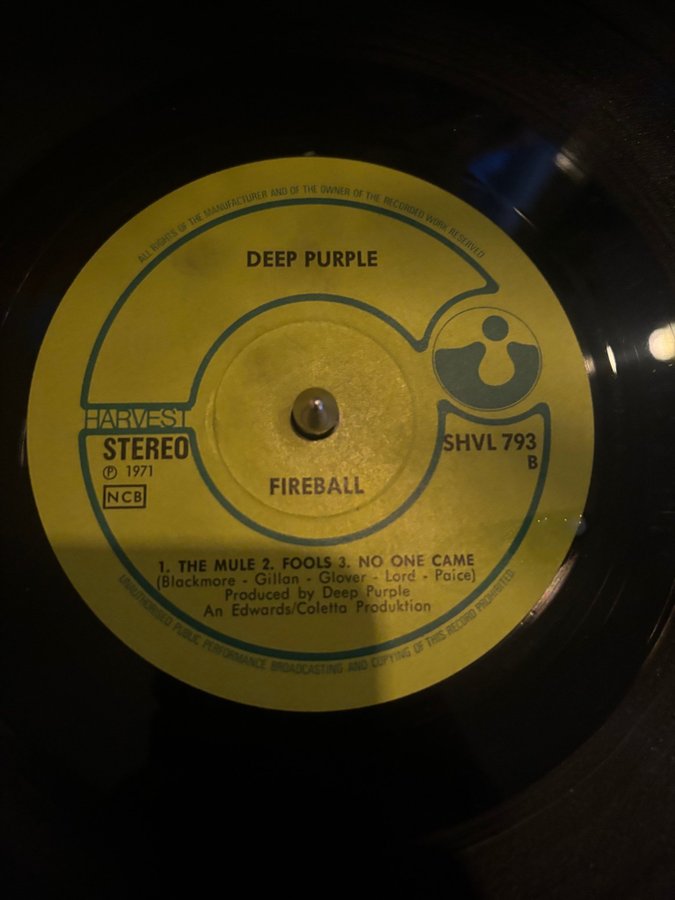 ALL RIGHTS OF THE MANUFACTURER AND OF THE OWNER OF THE RECORDED WORK RESERVED
DEEP PURPLE
HARVEST
STEREO
SHVL 793
B
Ⓟ 1971
NCB
FIREBALL
1. THE MULE 2. FOOLS 3. NO ONE CAME
(Blackmore - Gillan - Glover - Lord - Paice)
Produced by Deep Purple
An Edwards/Coletta Produktion
UNAUTHORISED PUBLIC PERFORMANCE BROADCASTING AND COPYING OF THIS RECORD PROHIBITED.